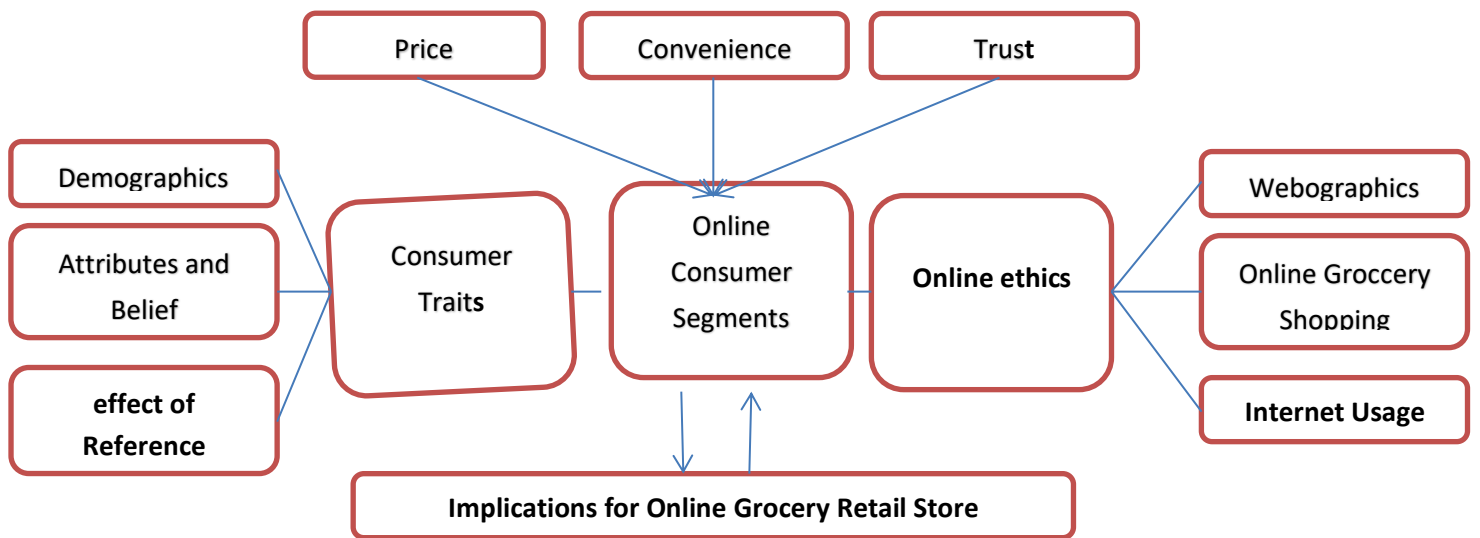 Price
Convenience
Trust
Demographics
Attributes and
Belief
effect of
Reference
Consumer
Traits
Online
Consumer
Segments
Online ethics
Webographics
Online Groccery
Shopping
Internet Usage
Implications for Online Grocery Retail Store